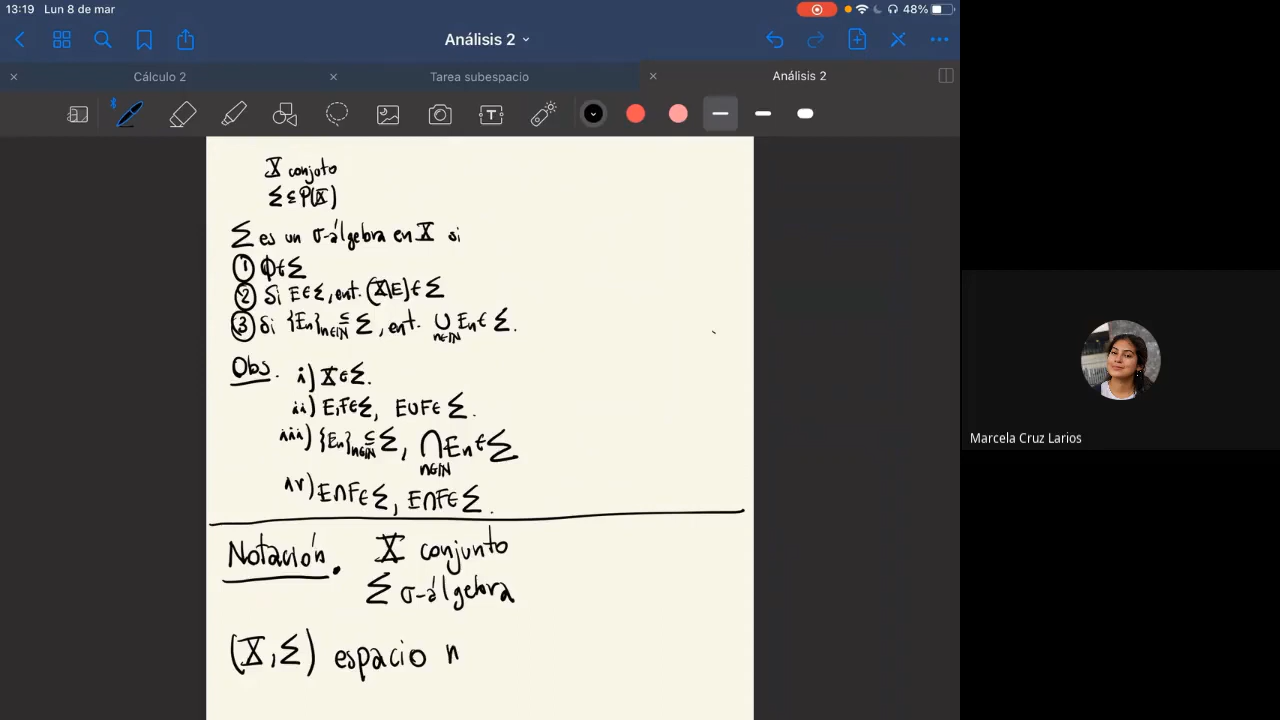 13:19 Lun 8 de mar 48%
Análisis 2
Cálculo 2 Tarea subespacio Análisis 2
X conjoto
Σ ⊆ P(X)
Σ es un σ-álgebra en X si
① Φ∈Σ
② Si E∈Σ, ent. (X\E)∈Σ
③ Si {En}n∈ℕ ⊆ Σ, ent. ∪n∈ℕ En∈Σ.
Obs. i) X∈Σ.
ii) E,F∈Σ, E∪F∈Σ.
iii) {En}n∈ℕ ⊆ Σ, ⋂n∈ℕ En∈Σ
iv) E∩F∈Σ, E∩F∈Σ.
Notación. X conjunto
Σ σ-álgebra
(X,Σ) espacio n
Marcela Cruz Larios